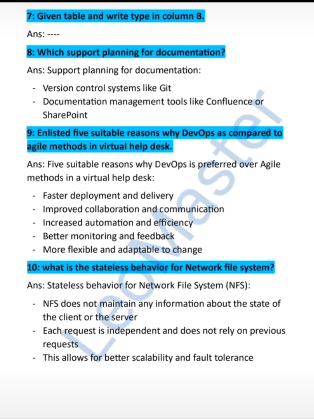 7: Given table and write type in column B.
Ans: ----
8: Which support planning for documentation?
Ans: Support planning for documentation:
- Version control systems like Git
- Documentation management tools like Confluence or
SharePoint
9: Enlisted five suitable reasons why DevOps as compared to
agile methods in virtual help desk.
Ans: Five suitable reasons why DevOps is preferred over Agile
methods in a virtual help desk:
- Faster deployment and delivery
- Improved collaboration and communication
- Increased automation and efficiency
- Better monitoring and feedback
- More flexible and adaptable to change
10: what is the stateless behavior for Network file system?
Ans: Stateless behavior for Network File System (NFS):
- NFS does not maintain any information about the state of
the client or the server
- Each request is independent and does not rely on previous
requests
- This allows for better scalability and fault tolerance
LeoMaster